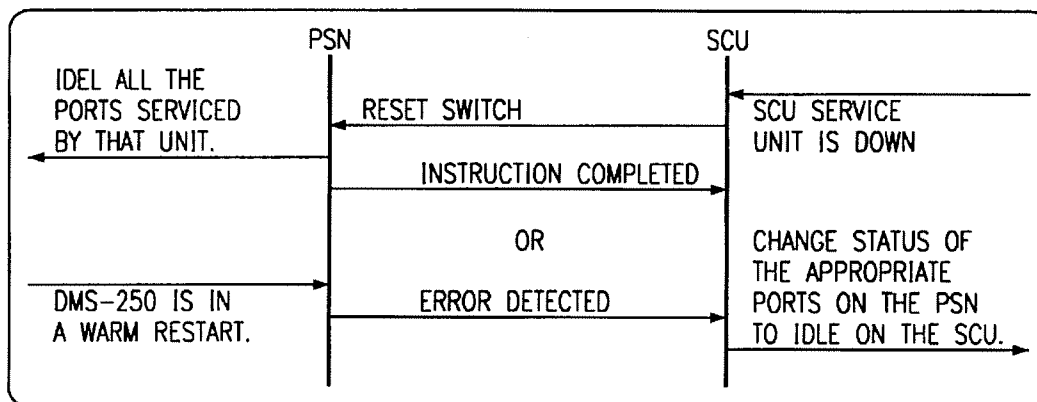 PSN
SCU
IDEL ALL THE
PORTS SERVICED
BY THAT UNIT.
RESET SWITCH
SCU SERVICE
UNIT IS DOWN
INSTRUCTION COMPLETED
OR
CHANGE STATUS OF
THE APPROPRIATE
PORTS ON THE PSN
TO IDLE ON THE SCU.
DMS-250 IS IN
A WARM RESTART.
ERROR DETECTED